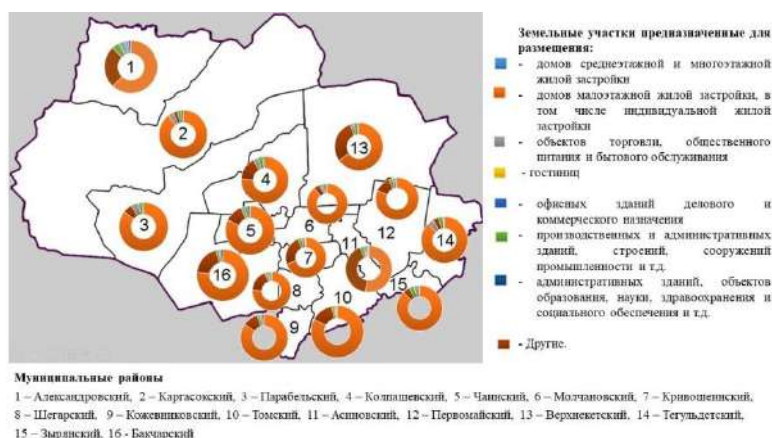 Земельные участки предназначенные для
размещения:
- домов среднеэтажной и многоэтажной
жилой застройки
- домов малоэтажной жилой застройки, в
том числе индивидуальной жилой
застройки
- объектов торговли, общественного
питания и бытового обслуживания
- гостиниц
- офисных зданий делового и
коммерческого назначения
- производственных и административных
зданий, строений, сооружений
промышленности и т.д.
- административных зданий, объектов
образования, науки, здравоохранения и
социального обеспечения и т.д.
- Другие.
1
2
13
4
3
5
6
12
11
14
7
16
8
15
10
9
Муниципальные районы
1 – Александровский, 2 – Каргасокский, 3 – Парабельский, 4 – Колпашевский, 5 – Чаинский, 6 – Молчановский, 7 – Кривошеинский,
8 – Шегарский, 9 – Кожевниковский, 10 – Томский, 11 – Асиновский, 12 – Первомайский, 13 – Верхнекетский, 14 – Тегульдетский,
15 – Зырянский, 16 - Бакчарский